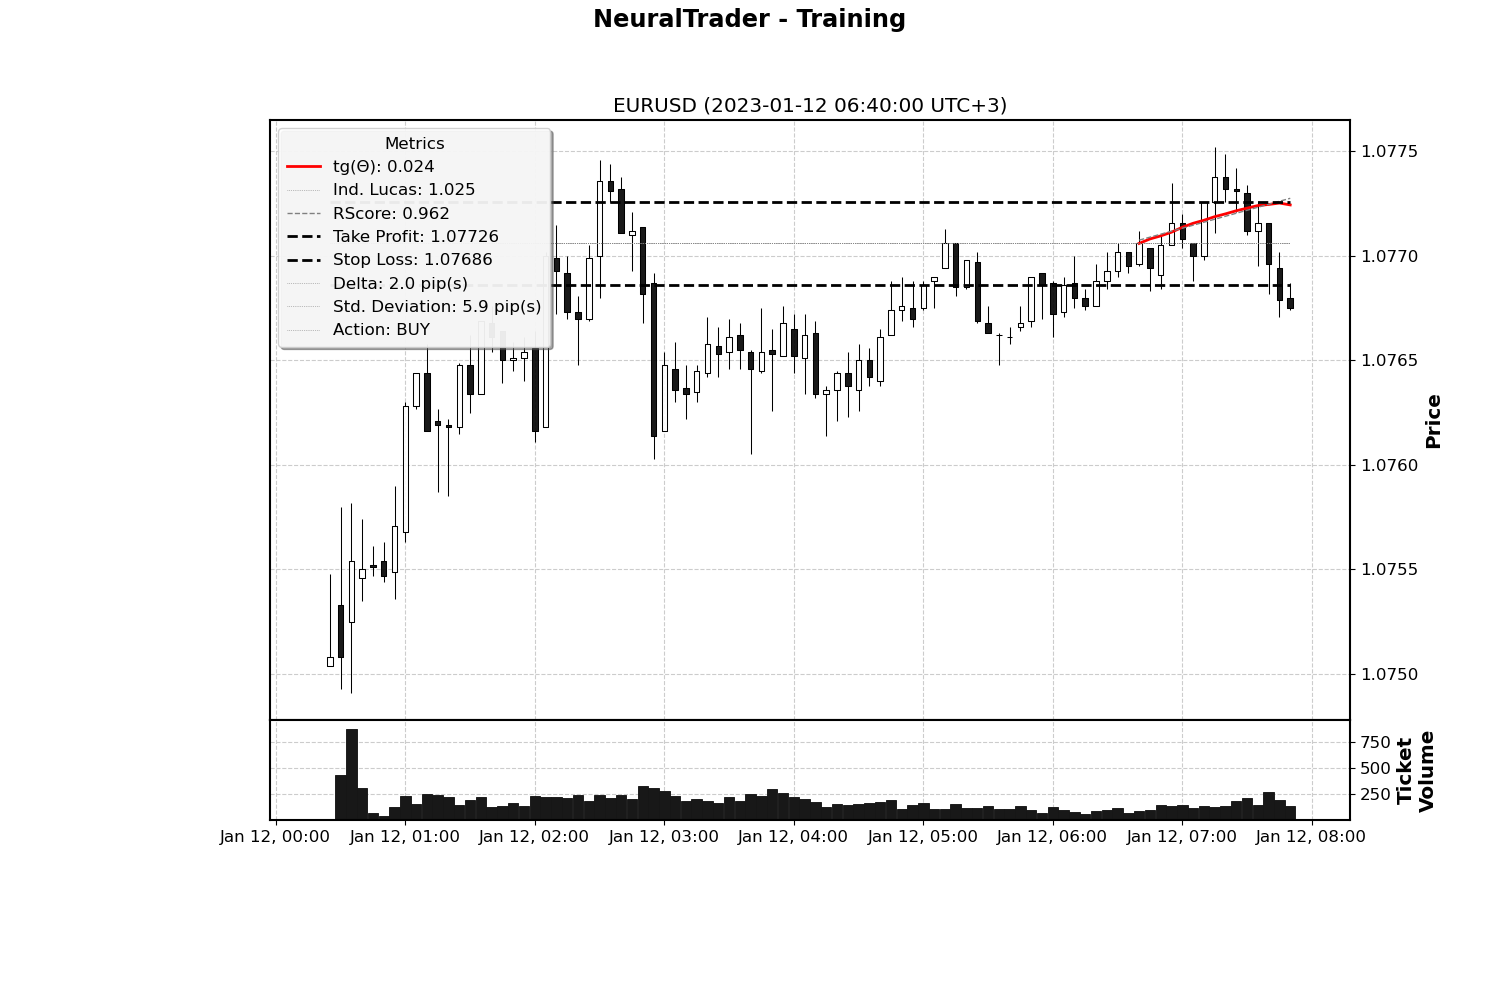 NeuralTrader - Training
EURUSD (2023-01-12 06:40:00 UTC+3)
Metrics
tg(Θ): 0.024
Ind. Lucas: 1.025
RScore: 0.962
Take Profit: 1.07726
Stop Loss: 1.07686
Delta: 2.0 pip(s)
Std. Deviation: 5.9 pip(s)
Action: BUY
1.0775
1.0770
1.0765
1.0760
1.0755
1.0750
Price
750
500
250
Ticket
Volume
Jan 12, 00:00 Jan 12, 01:00 Jan 12, 02:00 Jan 12, 03:00 Jan 12, 04:00 Jan 12, 05:00 Jan 12, 06:00 Jan 12, 07:00 Jan 12, 08:00